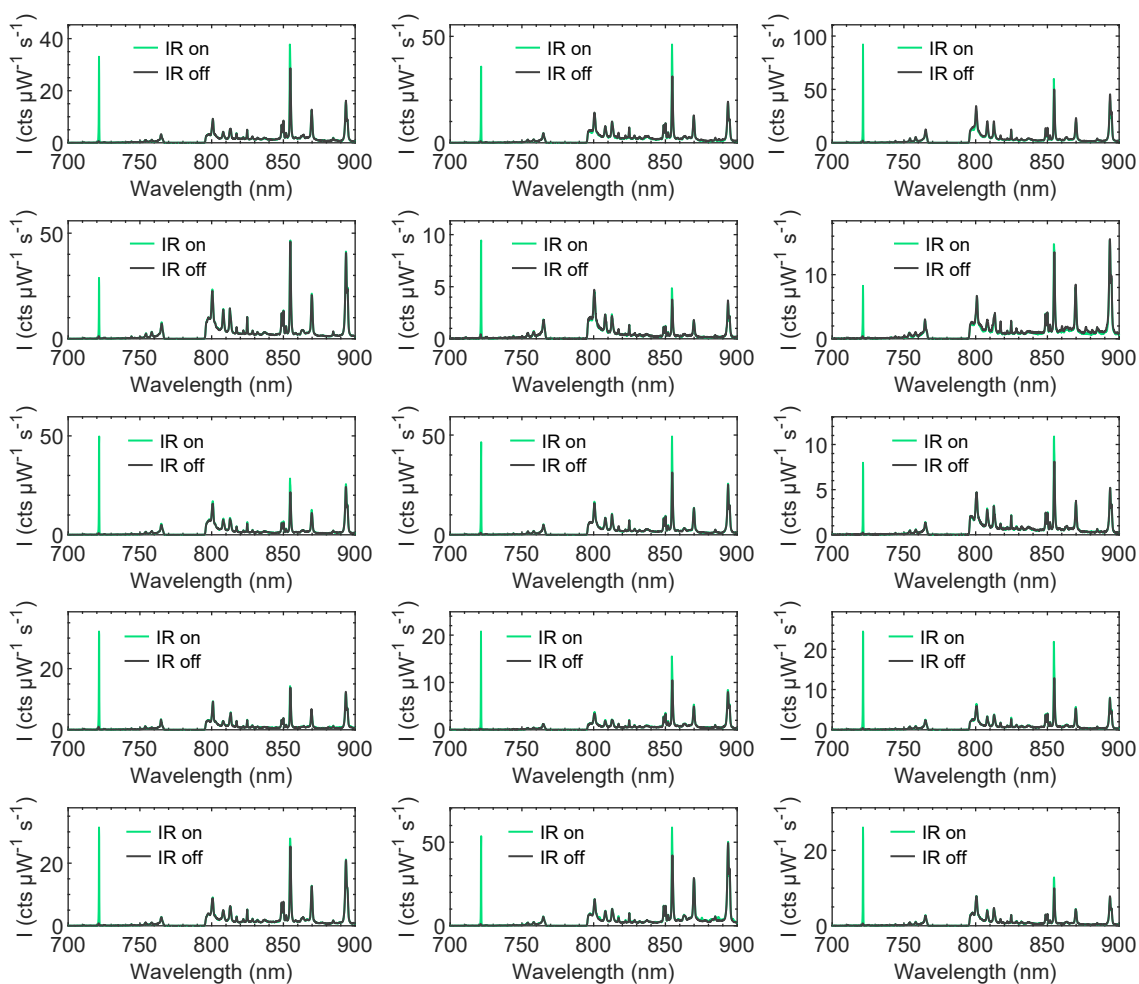 I (cts µW⁻¹ s⁻¹)
40
20
0
IR on
IR off
700 750 800 850 900
Wavelength (nm)
I (cts µW⁻¹ s⁻¹)
50
0
IR on
IR off
700 750 800 850 900
Wavelength (nm)
I (cts µW⁻¹ s⁻¹)
100
50
0
IR on
IR off
700 750 800 850 900
Wavelength (nm)
I (cts µW⁻¹ s⁻¹)
50
0
IR on
IR off
700 750 800 850 900
Wavelength (nm)
I (cts µW⁻¹ s⁻¹)
10
5
0
IR on
IR off
700 750 800 850 900
Wavelength (nm)
I (cts µW⁻¹ s⁻¹)
10
0
IR on
IR off
700 750 800 850 900
Wavelength (nm)
I (cts µW⁻¹ s⁻¹)
50
0
IR on
IR off
700 750 800 850 900
Wavelength (nm)
I (cts µW⁻¹ s⁻¹)
50
0
IR on
IR off
700 750 800 850 900
Wavelength (nm)
I (cts µW⁻¹ s⁻¹)
10
5
0
IR on
IR off
700 750 800 850 900
Wavelength (nm)
I (cts µW⁻¹ s⁻¹)
20
0
IR on
IR off
700 750 800 850 900
Wavelength (nm)
I (cts µW⁻¹ s⁻¹)
20
10
0
IR on
IR off
700 750 800 850 900
Wavelength (nm)
I (cts µW⁻¹ s⁻¹)
20
10
0
IR on
IR off
700 750 800 850 900
Wavelength (nm)
I (cts µW⁻¹ s⁻¹)
20
0
IR on
IR off
700 750 800 850 900
Wavelength (nm)
I (cts µW⁻¹ s⁻¹)
50
0
IR on
IR off
700 750 800 850 900
Wavelength (nm)
I (cts µW⁻¹ s⁻¹)
20
0
IR on
IR off
700 750 800 850 900
Wavelength (nm)